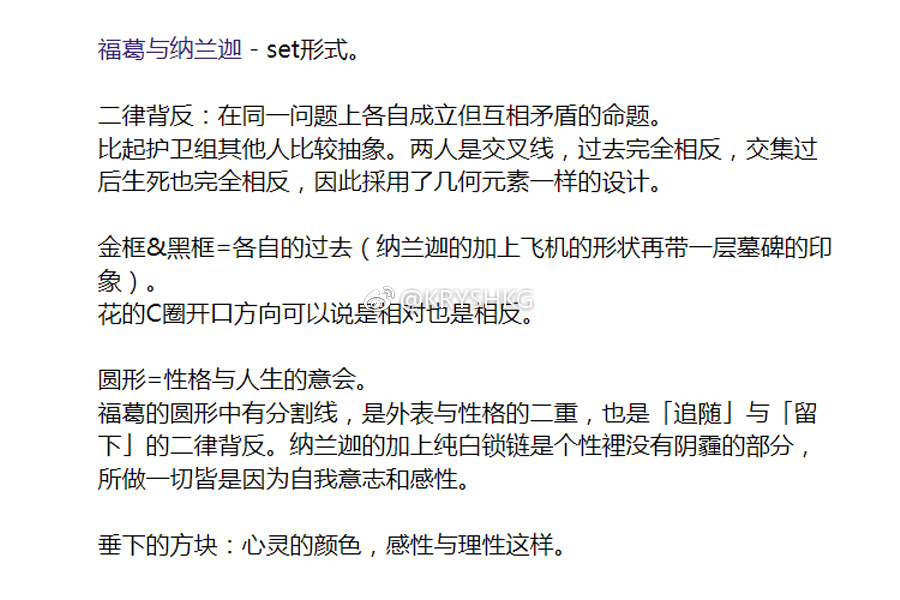 福葛与纳兰迦 - set形式。
二律背反：在同一问题上各自成立但互相矛盾的命题。
比起护卫组其他人比较抽象。两人是交叉线，过去完全相反，交集过
后生死也完全相反，因此採用了几何元素一样的设计。
金框&黑框=各自的过去（纳兰迦的加上飞机的形状再带一层墓碑的印
象）。
@KRYSHKG
花的C圈开口方向可以说是相对也是相反。
圆形=性格与人生的意会。
福葛的圆形中有分割线，是外表与性格的二重，也是「追随」与「留
下」的二律背反。纳兰迦的加上纯白锁链是个性裡没有阴霾的部分，
所做一切皆是因为自我意志和感性。
垂下的方块：心灵的颜色，感性与理性这样。